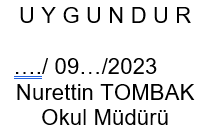 U Y G U N D U R
…./ 09…/2023
Nurettin TOMBAK
Okul Müdürü